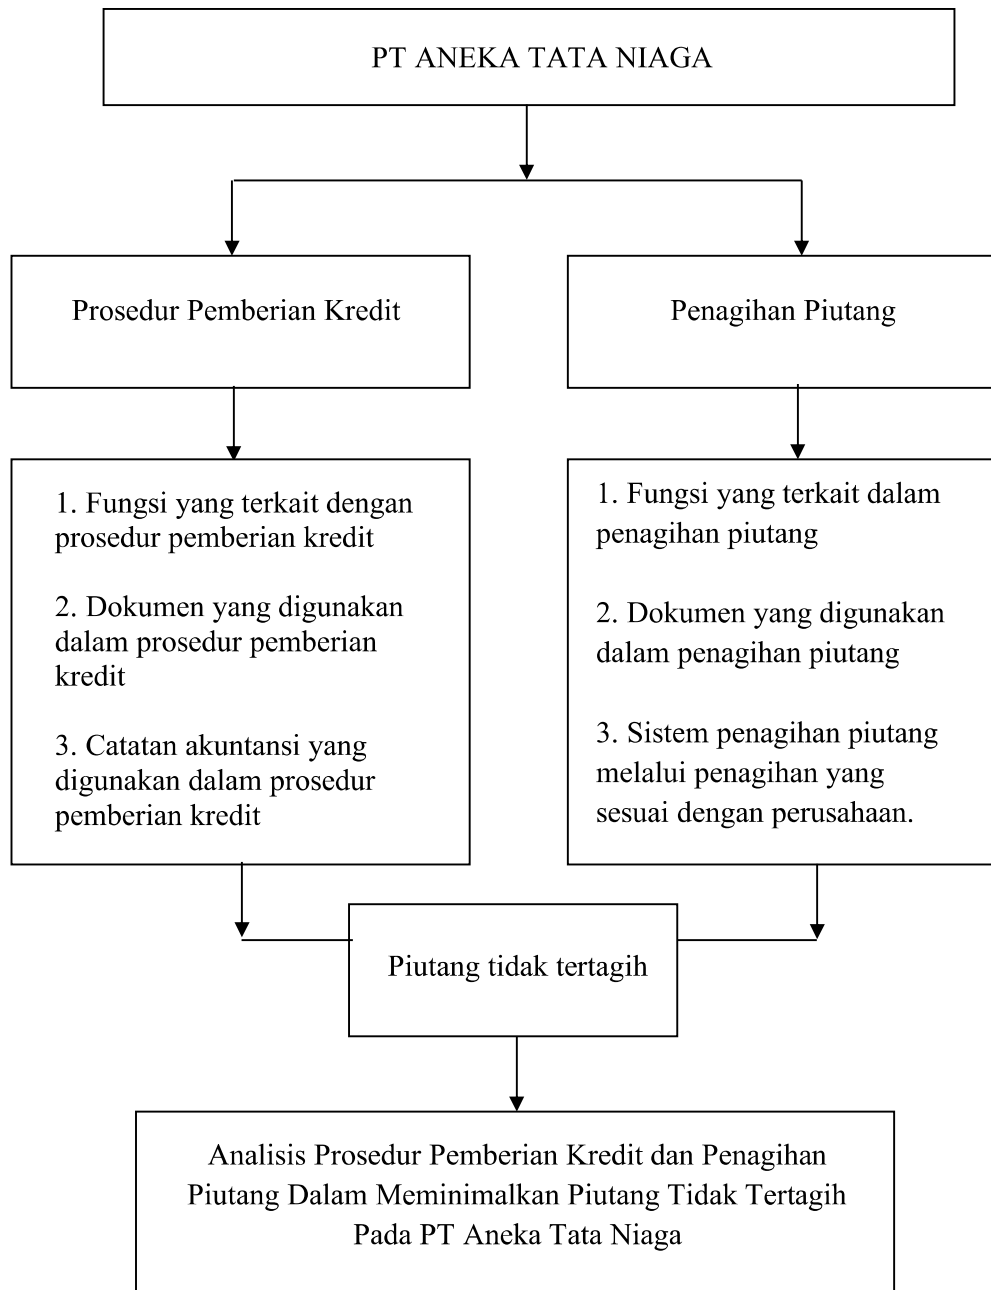 PT ANEKA TATA NIAGA
Prosedur Pemberian Kredit
Penagihan Piutang
1. Fungsi yang terkait dengan
prosedur pemberian kredit
2. Dokumen yang digunakan
dalam prosedur pemberian
kredit
3. Catatan akuntansi yang
digunakan dalam prosedur
pemberian kredit
1. Fungsi yang terkait dalam
penagihan piutang
2. Dokumen yang digunakan
dalam penagihan piutang
3. Sistem penagihan piutang
melalui penagihan yang
sesuai dengan perusahaan.
Piutang tidak tertagih
Analisis Prosedur Pemberian Kredit dan Penagihan
Piutang Dalam Meminimalkan Piutang Tidak Tertagih
Pada PT Aneka Tata Niaga